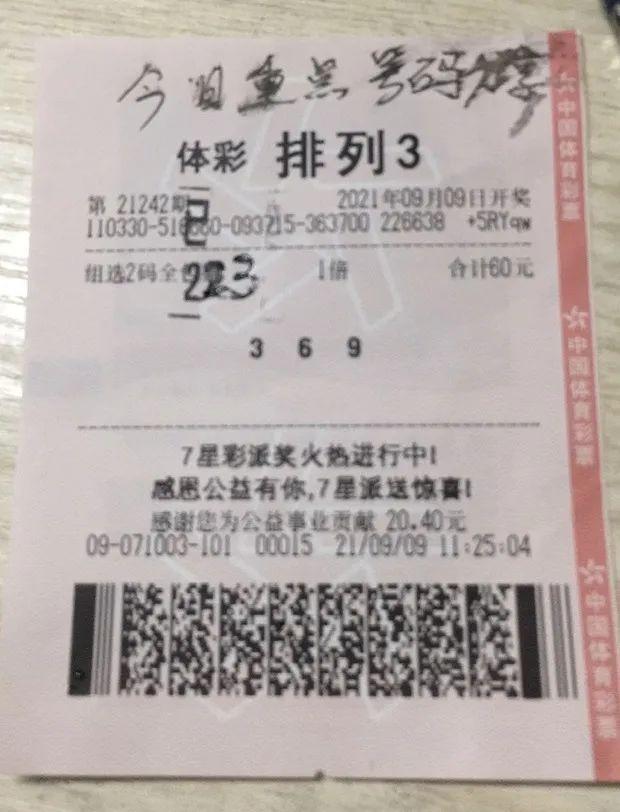 今日重点号码分享
体彩 排列3
第 21242期 2021年09月09日开奖
110330-516 60-093215-363700 226638 +5RYqw
组选2码全 1倍 合计60元
223
3 6 9
7星彩派奖火热进行中!
感恩公益有你,7星派送惊喜!
感谢您为公益事业贡献 20.40元
09-071003-101 00015 21/09/09 11:25:04
中国体育彩票
中国体育彩票
中国体育彩票